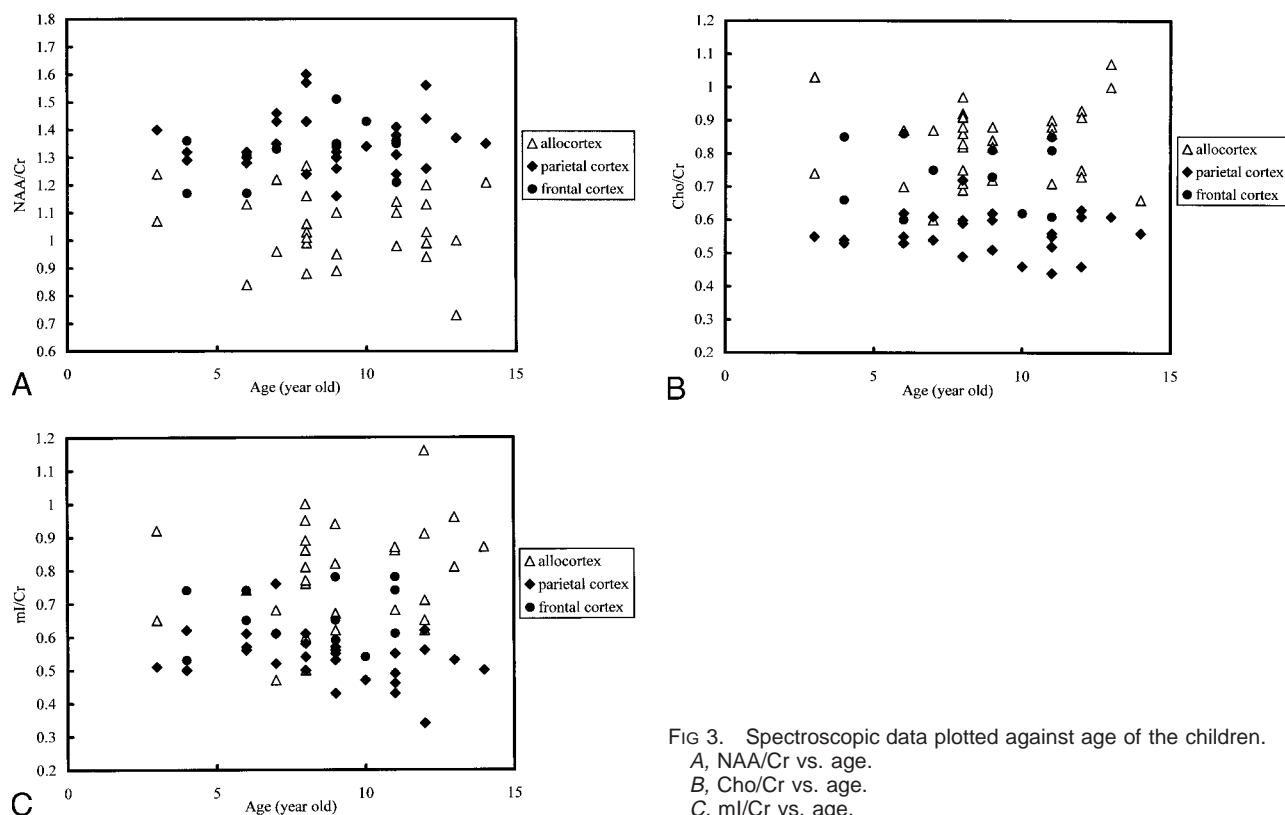 1.8
1.7
1.6
1.5
1.4
1.3
1.2
1.1
1
0.9
0.8
0.7
0.6
NAA/Cr
0 5 10 15
Age (year old)
A
allocortex
parietal cortex
frontal cortex
1.2
1.1
1
0.9
0.8
0.7
0.6
0.5
0.4
0.3
0.2
Cho/Cr
0 5 10 15
Age (year old)
B
allocortex
parietal cortex
frontal cortex
1.2
1.1
1
0.9
0.8
0.7
0.6
0.5
0.4
0.3
0.2
mI/Cr
0 5 10 15
Age (year old)
C
allocortex
parietal cortex
frontal cortex
FIG 3. Spectroscopic data plotted against age of the children.
A, NAA/Cr vs. age.
B, Cho/Cr vs. age.
C, mI/Cr vs. age.